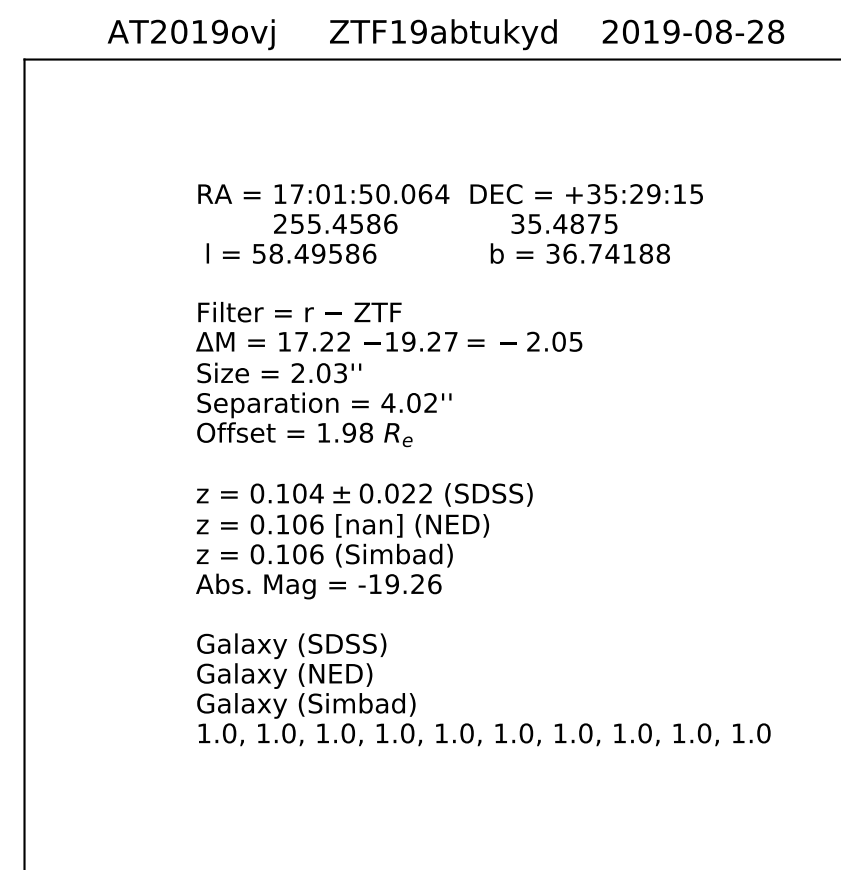 AT2019ovj ZTF19abtukyd 2019-08-28
RA = 17:01:50.064 DEC = +35:29:15
255.4586 35.4875
l = 58.49586 b = 36.74188
Filter = r − ZTF
ΔM = 17.22 −19.27 = − 2.05
Size = 2.03''
Separation = 4.02''
Offset = 1.98 Re
z = 0.104 ± 0.022 (SDSS)
z = 0.106 [nan] (NED)
z = 0.106 (Simbad)
Abs. Mag = -19.26
Galaxy (SDSS)
Galaxy (NED)
Galaxy (Simbad)
1.0, 1.0, 1.0, 1.0, 1.0, 1.0, 1.0, 1.0, 1.0, 1.0